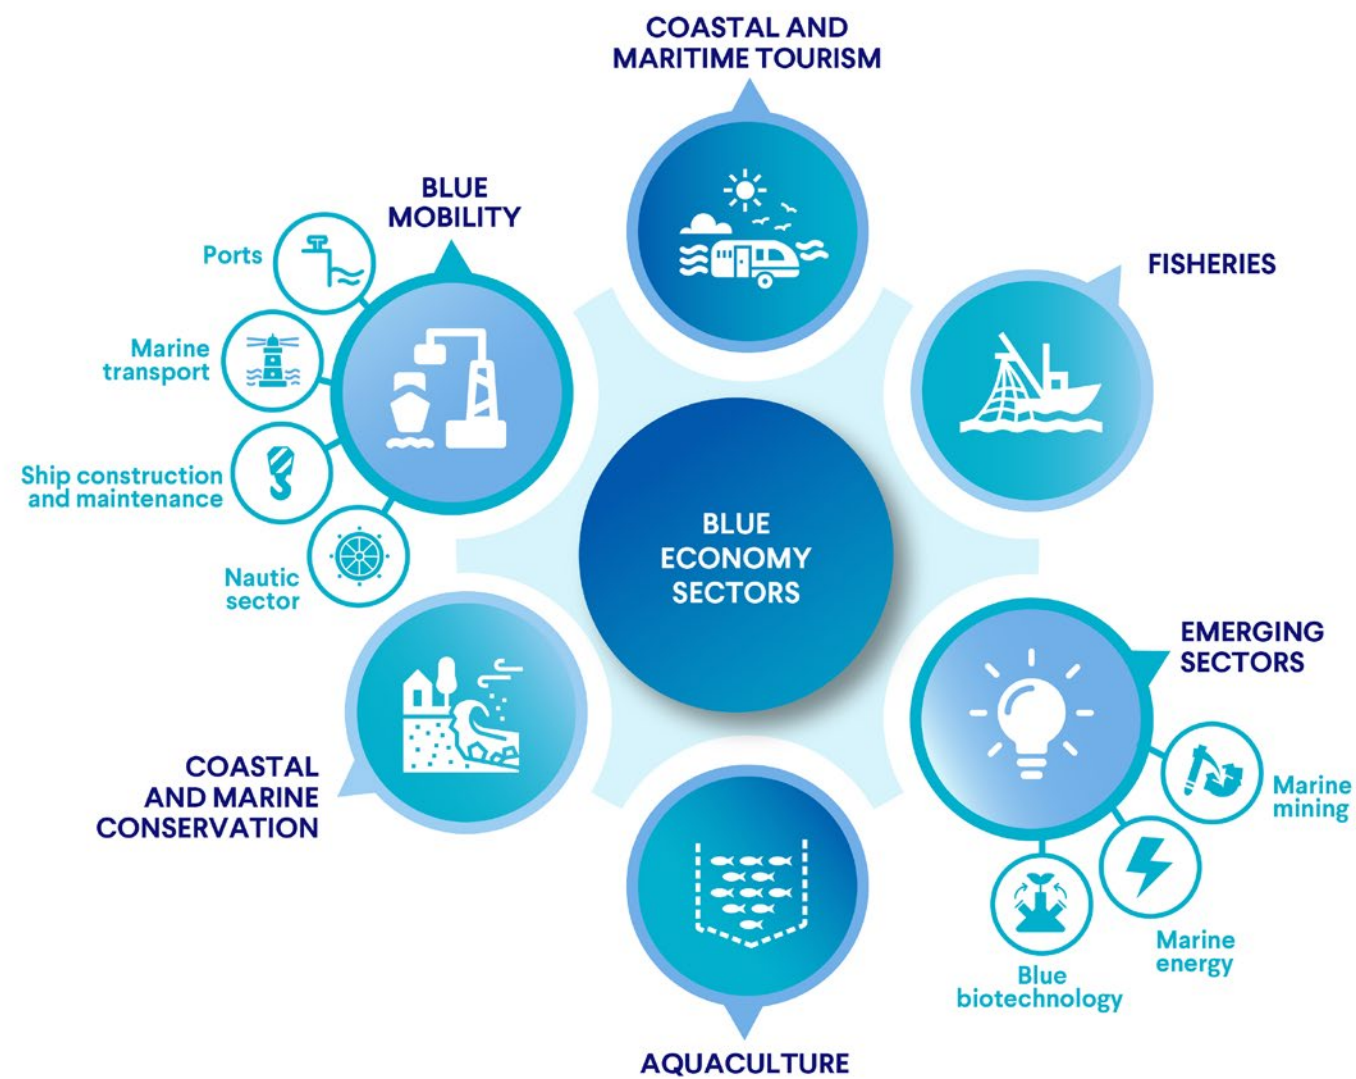 COASTAL AND
MARITIME TOURISM
BLUE
MOBILITY
Ports
Marine
transport
Ship construction
and maintenance
Nautic
sector
FISHERIES
BLUE
ECONOMY
SECTORS
EMERGING
SECTORS
Marine
mining
Marine
energy
Blue
biotechnology
COASTAL
AND MARINE
CONSERVATION
AQUACULTURE